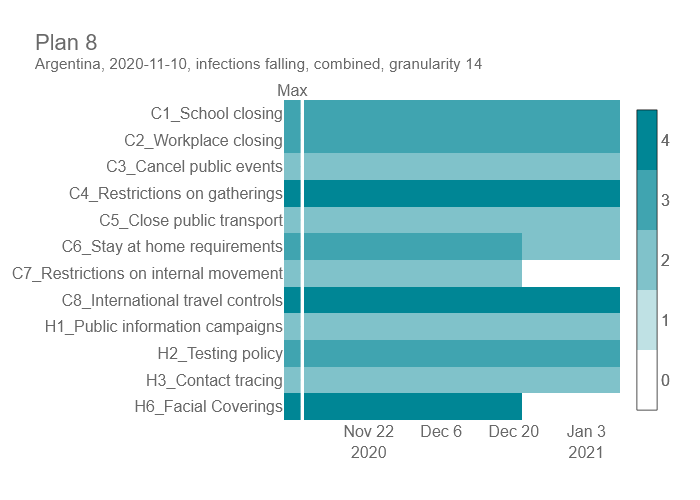 Plan 8
Argentina, 2020-11-10, infections falling, combined, granularity 14
Max
C1_School closing
C2_Workplace closing
C3_Cancel public events
C4_Restrictions on gatherings
C5_Close public transport
C6_Stay at home requirements
C7_Restrictions on internal movement
C8_International travel controls
H1_Public information campaigns
H2_Testing policy
H3_Contact tracing
H6_Facial Coverings
4
3
2
1
0
Nov 22 Dec 6 Dec 20 Jan 3
2020 2021